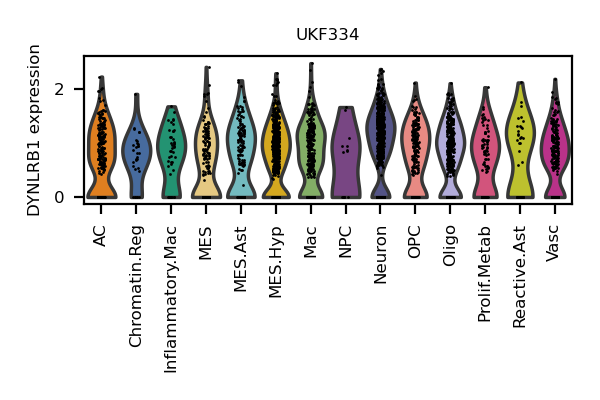 UKF334
DYNLRB1 expression
2
0
AC
Chromatin.Reg
Inflammatory.Mac
MES
MES.Ast
MES.Hyp
Mac
NPC
Neuron
OPC
Oligo
Prolif.Metab
Reactive.Ast
Vasc